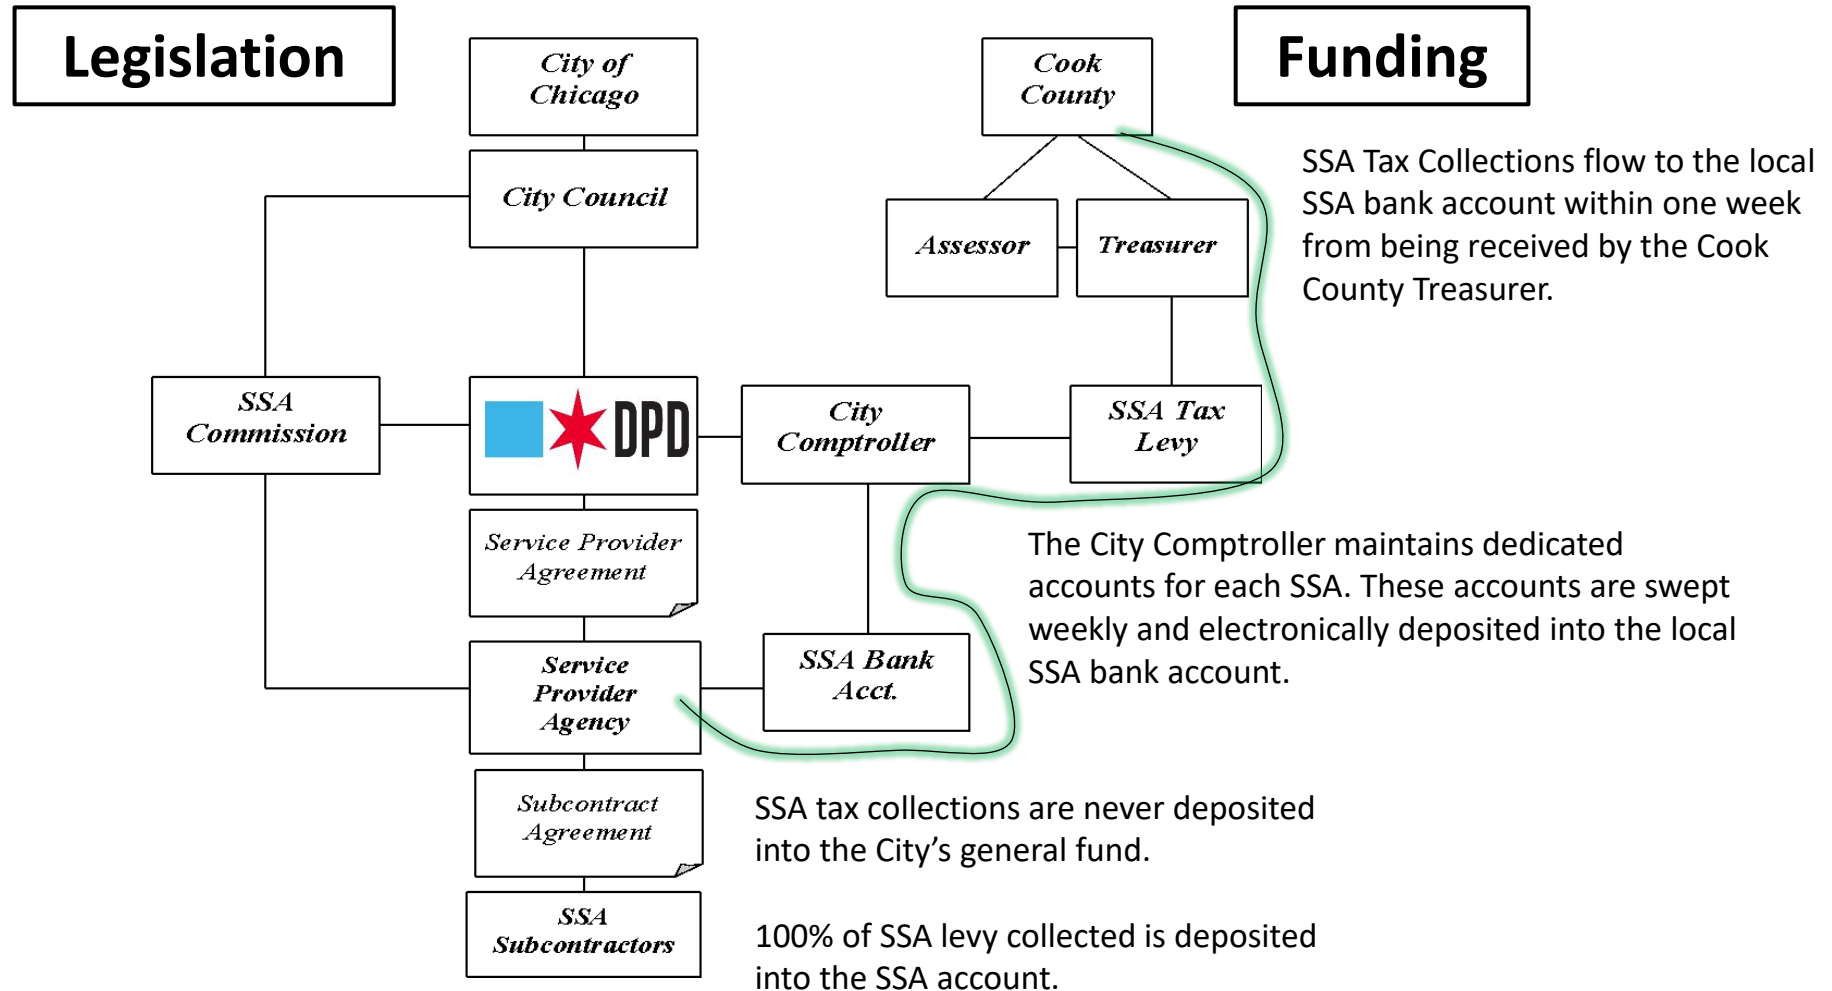 Legislation
Funding
City of
Chicago
City Council
Cook
County
Assessor
Treasurer
SSA Tax Collections flow to the local
SSA bank account within one week
from being received by the Cook
County Treasurer.
SSA
Commission
DPD
City
Comptroller
SSA Tax
Levy
Service Provider
Agreement
The City Comptroller maintains dedicated
accounts for each SSA. These accounts are swept
weekly and electronically deposited into the local
SSA bank account.
Service
Provider
Agency
SSA Bank
Acct.
Subcontract
Agreement
SSA tax collections are never deposited
into the City’s general fund.
SSA
Subcontractors
100% of SSA levy collected is deposited
into the SSA account.